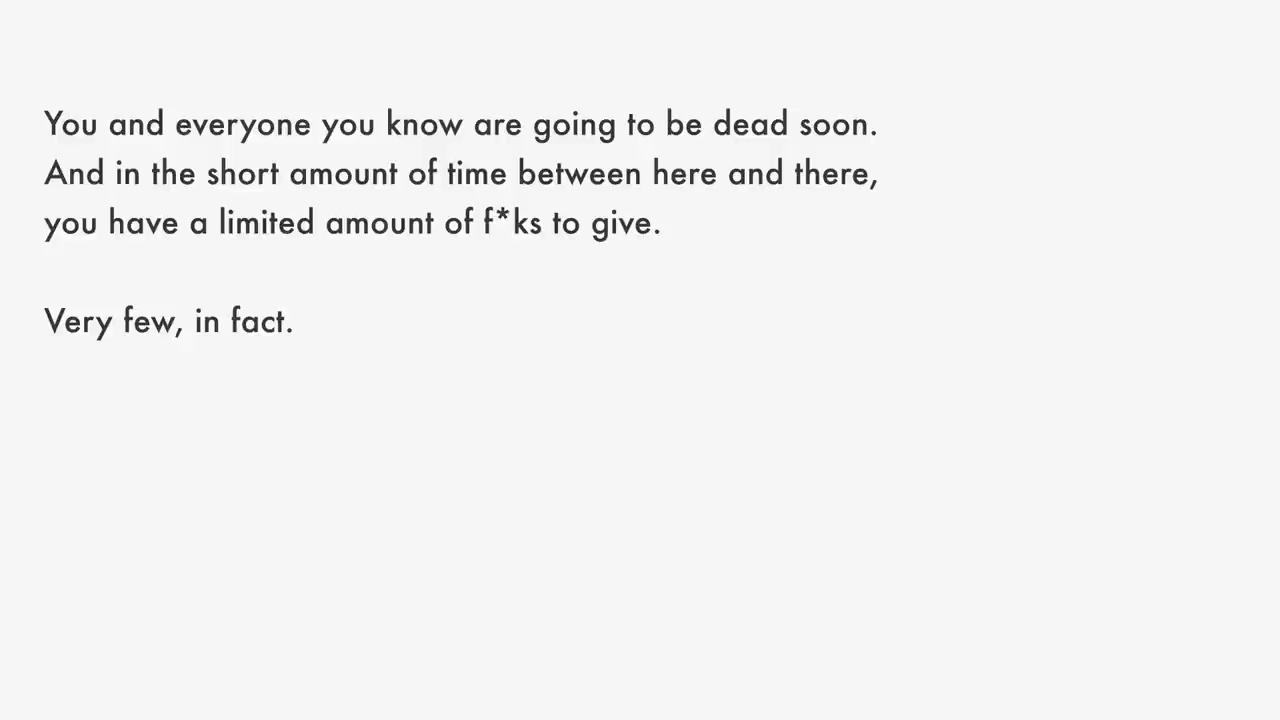 You and everyone you know are going to be dead soon.
And in the short amount of time between here and there,
you have a limited amount of f*ks to give.
Very few, in fact.